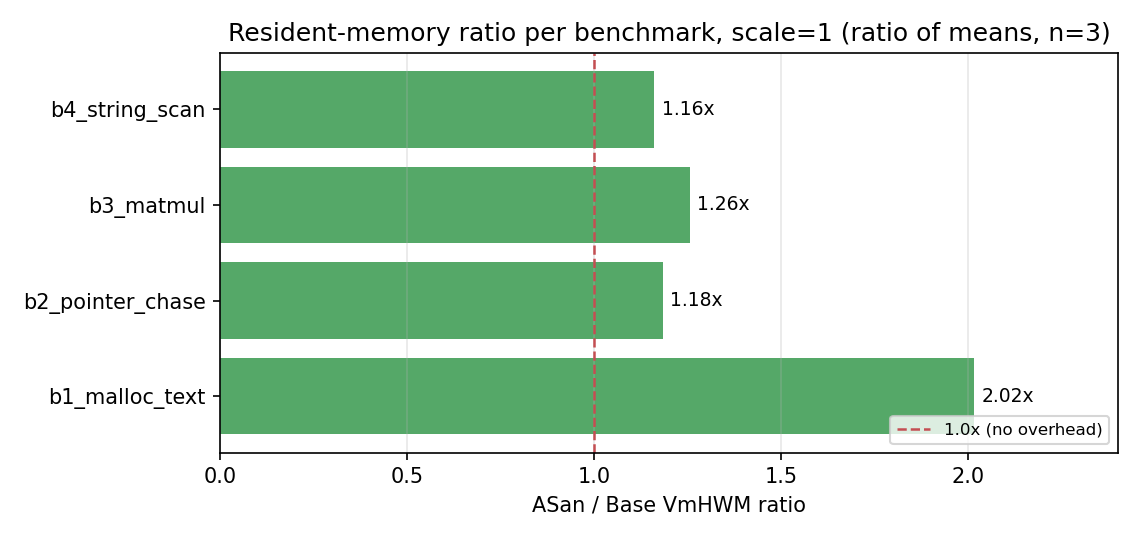 Resident-memory ratio per benchmark, scale=1 (ratio of means, n=3)
b4_string_scan
1.16x
b3_matmul
1.26x
b2_pointer_chase
1.18x
b1_malloc_text
2.02x
1.0x (no overhead)
0.0 0.5 1.0 1.5 2.0
ASan / Base VmHWM ratio